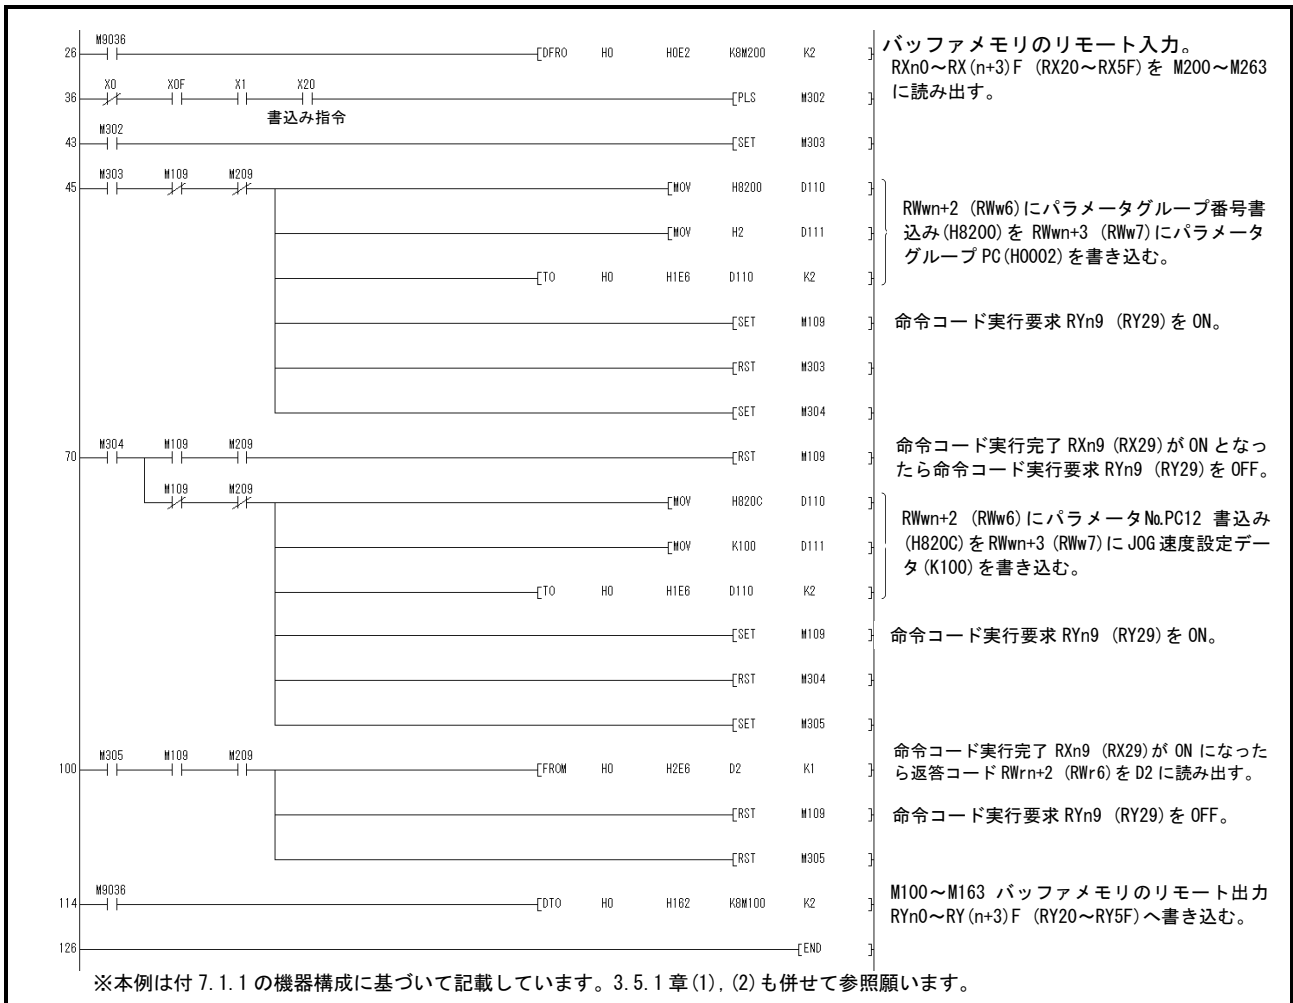 M9036
26 [DFRO H0 H0E2 K8M200 K2 ]
バッファメモリのリモート入力。
RXn0～RX(n+3)F (RX20～RX5F)を M200～M263
に読み出す。
X0 X0F X1 X20
36 [PLS M302 ]
書込み指令
M302
43 [SET M303 ]
M303 M109 M209
45 [MOV H8200 D110 ]
[MOV H2 D111 ]
[TO H0 H1E6 D110 K2 ]
RWwn+2 (RWw6)にパラメータグループ番号書
込み(H8200)を RWwn+3 (RWw7)にパラメータ
グループ PC(H0002)を書き込む。
[SET M109 ]
命令コード実行要求 RYn9 (RY29)を ON。
[RST M303 ]
[SET M304 ]
M304 M109 M209
70 [RST M109 ]
命令コード実行完了 RXn9 (RX29)が ON となっ
たら命令コード実行要求 RYn9 (RY29)を OFF。
M109 M209
[MOV H820C D110 ]
[MOV K100 D111 ]
[TO H0 H1E6 D110 K2 ]
RWwn+2 (RWw6)にパラメータ№PC12 書込み
(H820C)を RWwn+3 (RWw7)に JOG 速度設定デー
タ(K100)を書き込む。
[SET M109 ]
命令コード実行要求 RYn9 (RY29)を ON。
[RST M304 ]
[SET M305 ]
M305 M109 M209
100 [FROM H0 H2E6 D2 K1 ]
命令コード実行完了 RXn9 (RX29)が ON になった
ら返答コード RWrn+2 (RWr6)を D2 に読み出す。
[RST M109 ]
命令コード実行要求 RYn9 (RY29)を OFF。
[RST M305 ]
M9036
114 [DTO H0 H162 K8M100 K2 ]
M100～M163 バッファメモリのリモート出力
RYn0～RY(n+3)F (RY20～RY5F)へ書き込む。
126 [END ]
※本例は付 7.1.1 の機器構成に基づいて記載しています。3.5.1 章(1),(2)も併せて参照願います。